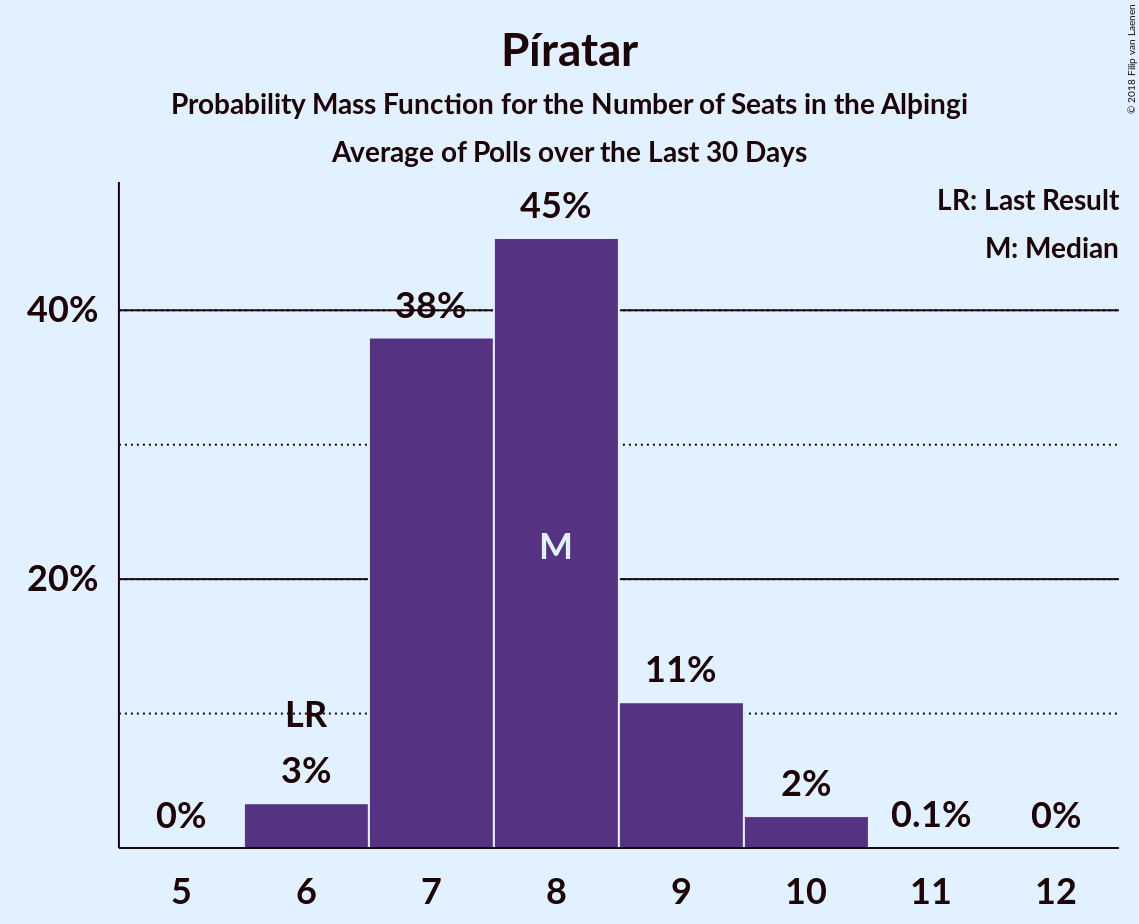 Píratar
Probability Mass Function for the Number of Seats in the Alþingi
Average of Polls over the Last 30 Days
© 2018 Filip van Laenen
LR: Last Result
M: Median
45%
38%
40%
M
20%
11%
LR
3%
2%
0%
0.1%
0%
5 6 7 8 9 10 11 12